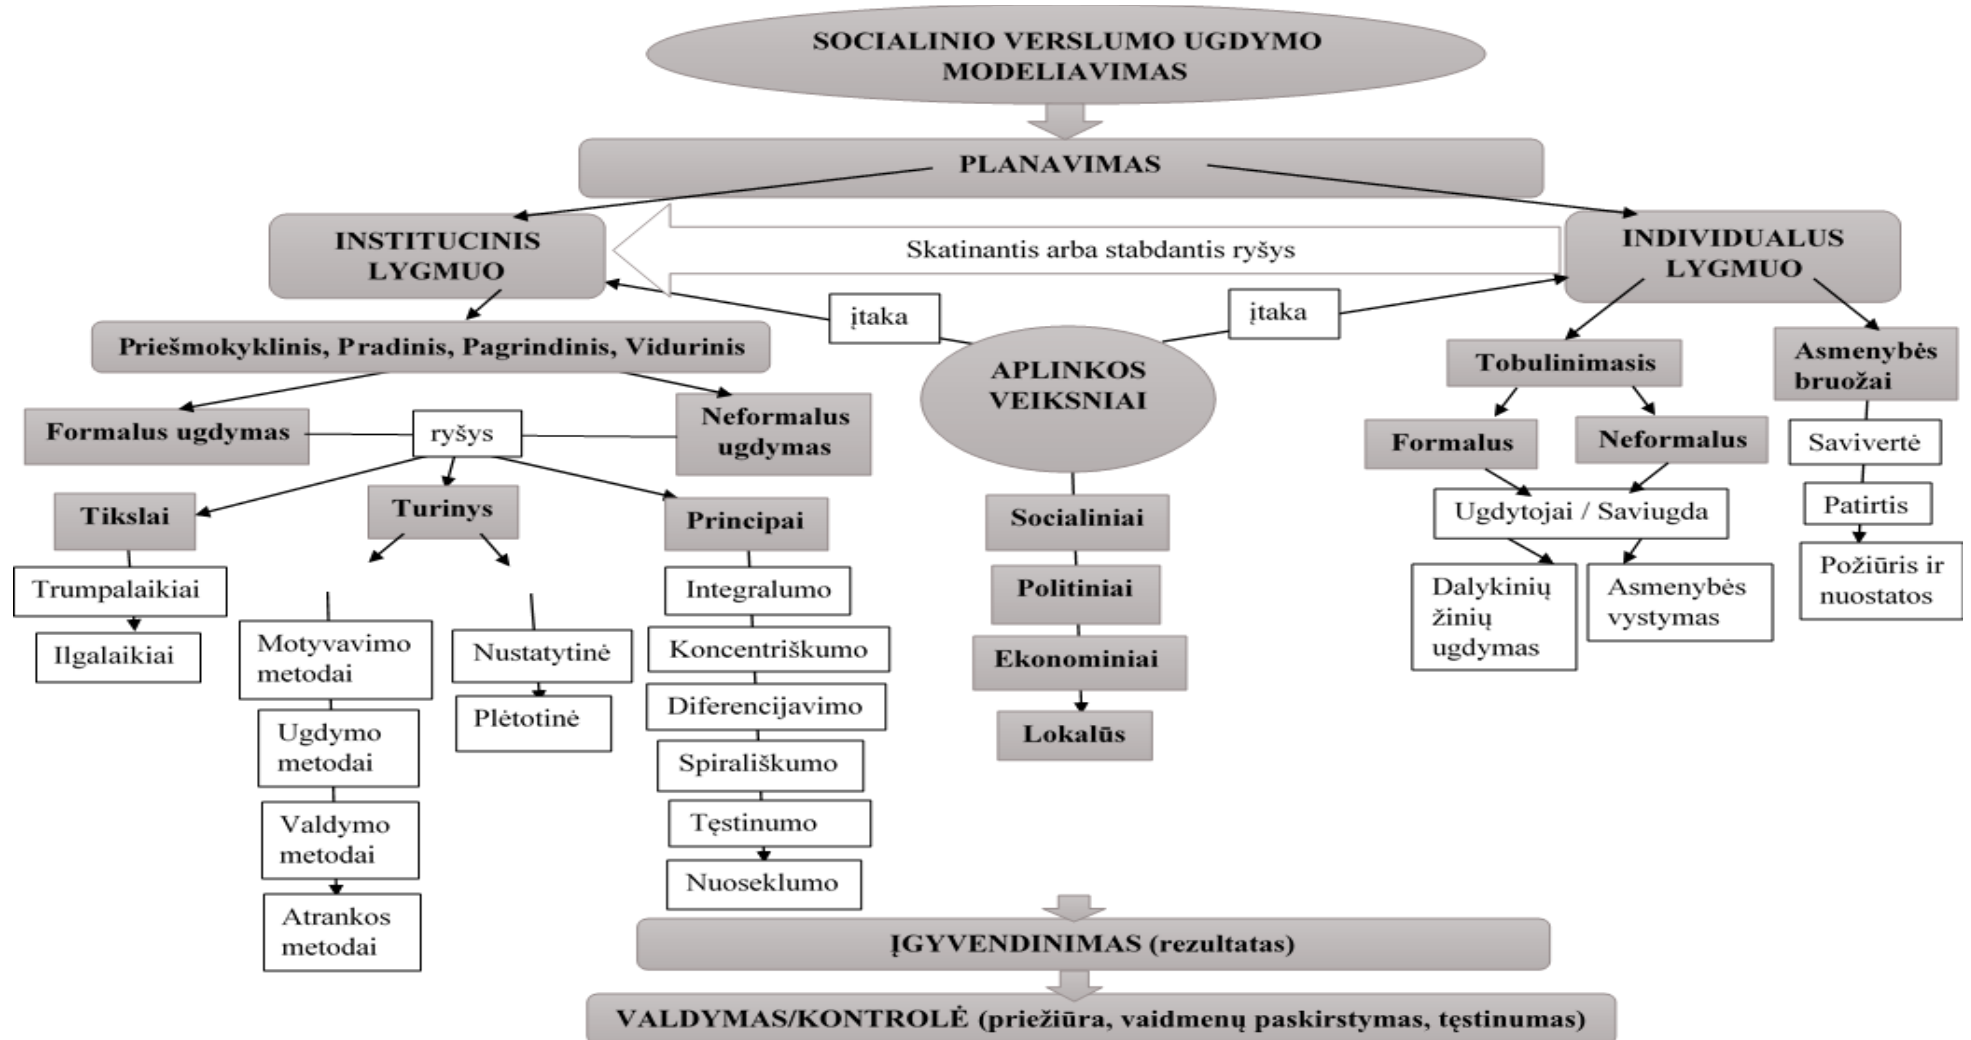 SOCIALINIO VERSLUMO UGDYMO
MODELIAVIMAS
PLANAVIMAS
INSTITUCINIS
LYGMUO
Skatinantis arba stabdantis ryšys
INDIVIDUALUS
LYGMUO
įtaka
įtaka
Priešmokyklinis, Pradinis, Pagrindinis, Vidurinis
APLINKOS
VEIKSNIAI
Tobulinimasis
Asmenybės
bruožai
Formalus ugdymas
ryšys
Neformalus
ugdymas
Formalus
Neformalus
Savivertė
Tikslai
Turinys
Principai
Socialiniai
Ugdytojai / Saviugda
Patirtis
Trumpalaikiai
Integralumo
Politiniai
Dalykinių
žinių
ugdymas
Asmenybės
vystymas
Požiūris ir
nuostatos
Ilgalaikiai
Motyvavimo
metodai
Nustatytinė
Koncentriškumo
Ekonominiai
Plėtotinė
Diferencijavimo
Ugdymo
metodai
Lokalūs
Spirališkumo
Valdymo
metodai
Tęstinumo
Nuoseklumo
Atrankos
metodai
ĮGYVENDINIMAS (rezultatas)
VALDYMAS/KONTROLĖ (priežiūra, vaidmenų paskirstymas, tęstinumas)